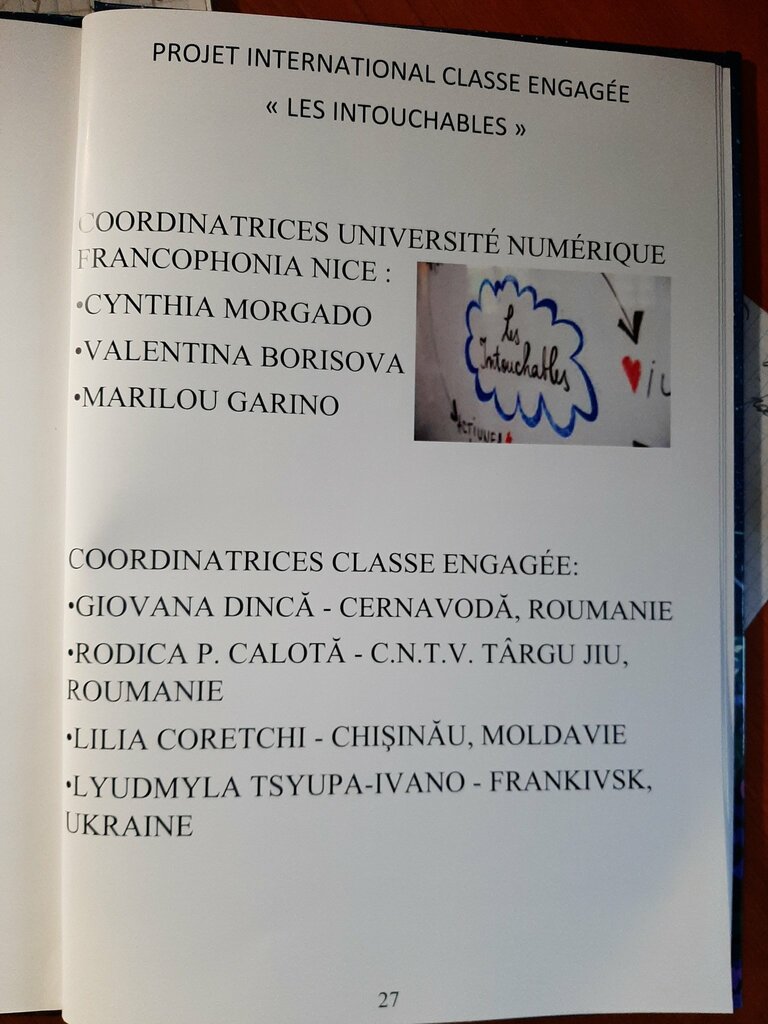 PROJET INTERNATIONAL CLASSE ENGAGÉE
« LES INTOUCHABLES »
COORDINATRICES UNIVERSITÉ NUMÉRIQUE
FRANCOPHONIA NICE :
•CYNTHIA MORGADO
•VALENTINA BORISOVA
•MARILOU GARINO
Les
Intouchables
COORDINATRICES CLASSE ENGAGÉE:
•GIOVANA DINCĂ - CERNAVODĂ, ROUMANIE
•RODICA P. CALOTĂ - C.N.T.V. TÂRGU JIU,
ROUMANIE
•LILIA CORETCHI - CHIŞINĂU, MOLDAVIE
•LYUDMYLA TSYUPA-IVANO - FRANKIVSK,
UKRAINE
27